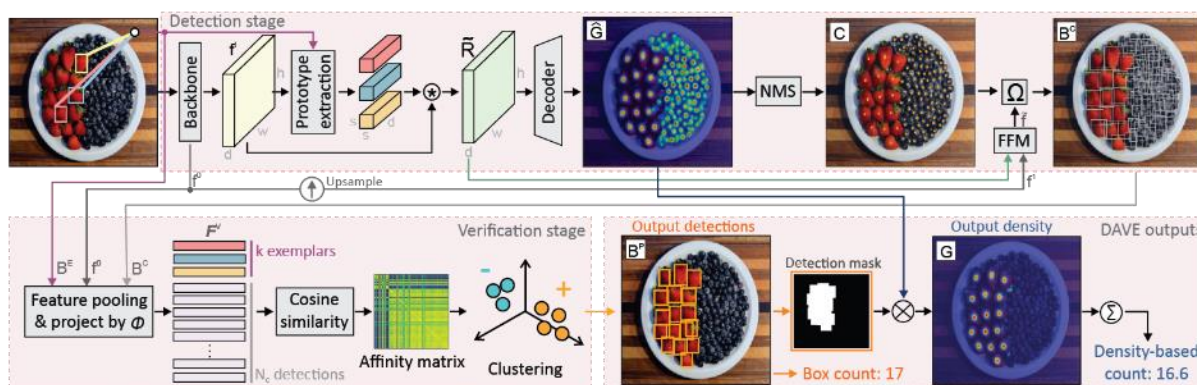 Detection stage
Backbone
f^I
h
w
d
Prototype
extraction
s
s
d
R̃
h
w
d
Decoder
Ĝ
NMS
C
Ω
FFM
B^C
f^0
Upsample
f^1
Verification stage
B^E
f^0
B^C
Feature pooling
& project by Φ
F^V
k exemplars
N_c detections
Cosine
similarity
Affinity matrix
−
+
Clustering
Output detections
B^P
Box count: 17
Detection mask
Output density
G
DAVE outputs
Σ
Density-based
count: 16.6